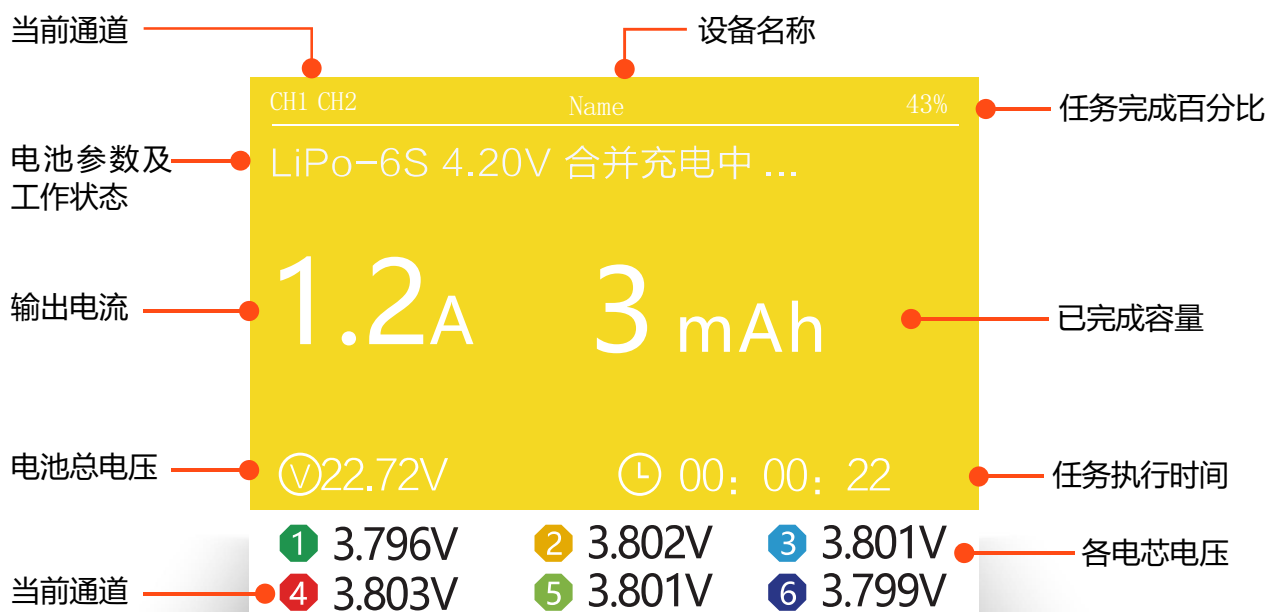 当前通道
设备名称
CH1 CH2
Name
43%
任务完成百分比
电池参数及
工作状态
LiPo-6S 4.20V 合并充电中 ...
输出电流
1.2A
3 mAh
已完成容量
电池总电压
V22.72V
00：00：22
任务执行时间
1 3.796V
2 3.802V
3 3.801V
各电芯电压
当前通道
4 3.803V
5 3.801V
6 3.799V